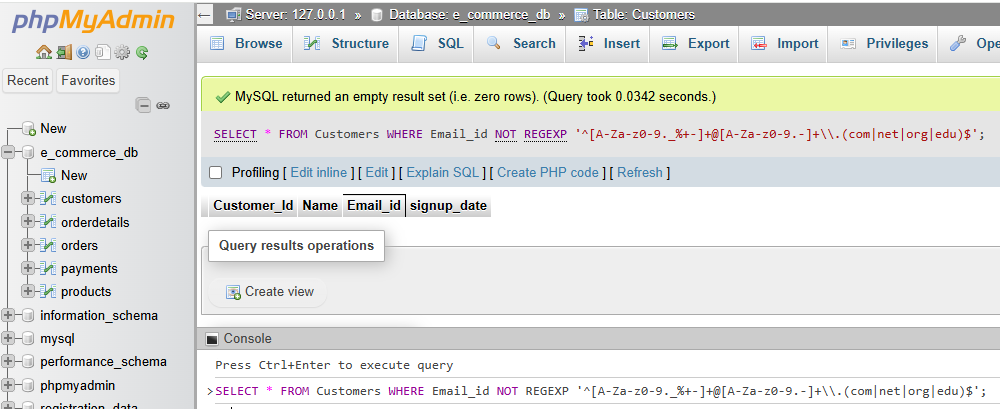 phpMyAdmin
Recent Favorites
New
e_commerce_db
New
customers
orderdetails
orders
payments
products
information_schema
mysql
performance_schema
phpmyadmin
registration_data
Server: 127.0.0.1 » Database: e_commerce_db » Table: Customers
Browse Structure SQL Search Insert Export Import Privileges Ope
MySQL returned an empty result set (i.e. zero rows). (Query took 0.0342 seconds.)
SELECT * FROM Customers WHERE Email_id NOT REGEXP '^[A-Za-z0-9._%+-]+@[A-Za-z0-9.-]+\\.(com|net|org|edu)$';
Profiling [ Edit inline ] [ Edit ] [ Explain SQL ] [ Create PHP code ] [ Refresh ]
Customer_Id Name Email_id signup_date
Query results operations
Create view
Console
Press Ctrl+Enter to execute query
>SELECT * FROM Customers WHERE Email_id NOT REGEXP '^[A-Za-z0-9._%+-]+@[A-Za-z0-9.-]+\\.(com|net|org|edu)$';